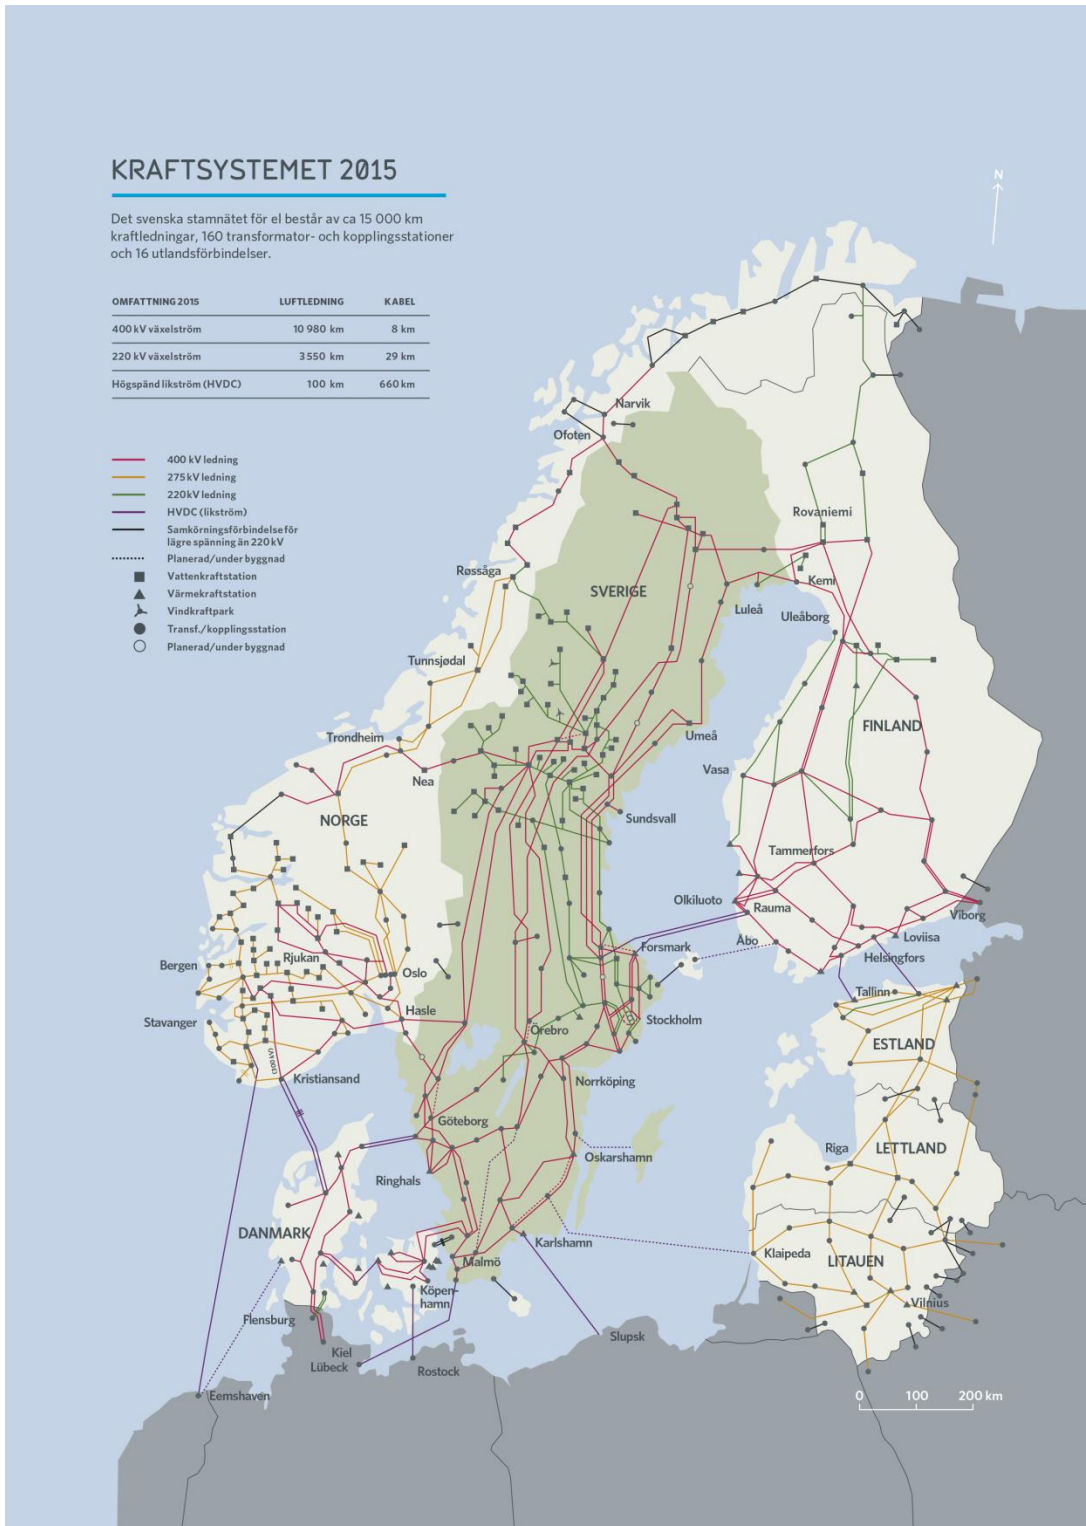 KRAFTSYSTEMET 2015
Det svenska stamnätet för el består av ca 15 000 km
kraftledningar, 160 transformator- och kopplingsstationer
och 16 utlandsförbindelser.
OMFATTNING 2015 LUFTLEDNING KABEL
400 kV växelström 10 980 km 8 km
220 kV växelström 3 550 km 29 km
Högspänd likström (HVDC) 100 km 660 km
400 kV ledning
275 kV ledning
220 kV ledning
HVDC (likström)
Samkörningsförbindelse för
lägre spänning än 220 kV
Planerad/under byggnad
Vattenkraftstation
Värmekraftstation
Vindkraftpark
Transf./kopplingsstation
Planerad/under byggnad
N
Narvik
Ofoten
Rovaniemi
Røssåga
SVERIGE
Kemi
Luleå
Uleåborg
Tunnsjødal
FINLAND
Trondheim
Umeå
Vasa
Nea
NORGE
Sundsvall
Tammerfors
Olkiluoto
Rauma
Viborg
Åbo
Loviisa
Forsmark
Helsingfors
Bergen
Rjukan
Oslo
Tallinn
Hasle
Stavanger
Örebro
Stockholm
ESTLAND
(300 kV)
Kristiansand
Norrköping
Göteborg
Riga
LETTLAND
Oskarshamn
Ringhals
DANMARK
Karlshamn
Klaipeda
LITAUEN
Malmö
Köpen-
hamn
Vilnius
Flensburg
Slupsk
Kiel
Lübeck
Rostock
Eemshaven
0 100 200 km